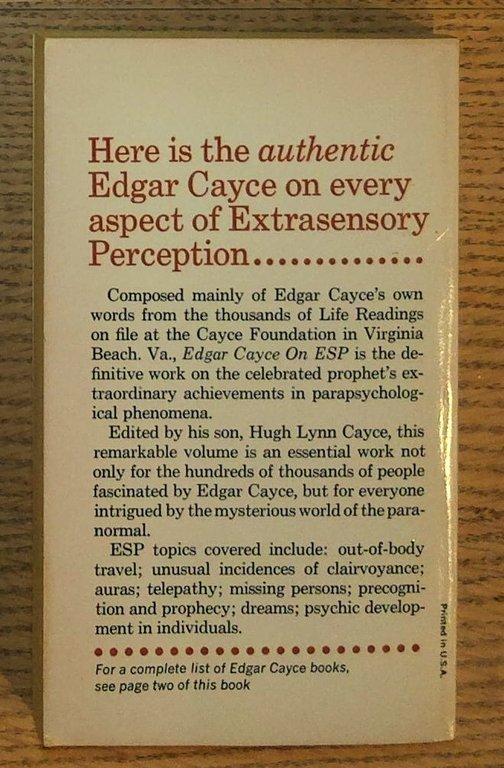 Here is the authentic
Edgar Cayce on every
aspect of Extrasensory
Perception..............
Composed mainly of Edgar Cayce's own
words from the thousands of Life Readings
on file at the Cayce Foundation in Virginia
Beach. Va., Edgar Cayce On ESP is the de-
finitive work on the celebrated prophet's ex-
traordinary achievements in parapsycholog-
ical phenomena.
Edited by his son, Hugh Lynn Cayce, this
remarkable volume is an essential work not
only for the hundreds of thousands of people
fascinated by Edgar Cayce, but for everyone
intrigued by the mysterious world of the para-
normal.
ESP topics covered include: out-of-body
travel; unusual incidences of clairvoyance;
auras; telepathy; missing persons; precogni-
tion and prophecy; dreams; psychic develop-
ment in individuals.
For a complete list of Edgar Cayce books,
see page two of this book
Printed in U.S.A.